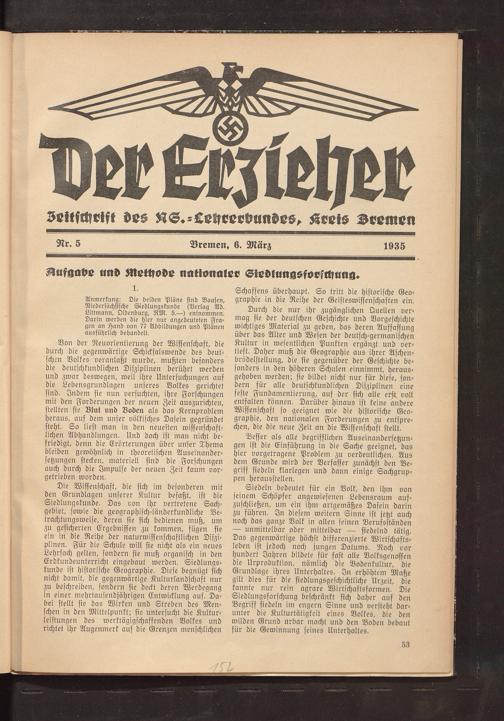 Der Erzieher
Zeitschrift des NS.-Lehrerbundes, Kreis Bremen
Nr. 5
Bremen, 6. März
1935
Aufgabe und Methode nationaler Siedlungsforschung.
I.
Anmerkung: Die beiden Pläne sind Baasen,
Niedersächsische Siedlungskunde (Verlag Ad.
Littmann, Oldenburg, RM. 5.—) entnommen.
Darin werden die hier nur angedeuteten Fra-
gen an Hand von 77 Abbildungen und Plänen
ausführlich behandelt.
Von der Neuorientierung der Wissenschaft, die
durch die gegenwärtige Schicksalswende des deut-
schen Volkes veranlaßt wurde, mußten besonders
die deutschkundlichen Disziplinen berührt werden
und zwar deswegen, weil ihre Untersuchungen auf
die Lebensgrundlagen unseres Volkes gerichtet
sind. Indem sie nun versuchten, ihre Forschungen
mit den Forderungen der neuen Zeit auszurichten,
stellten sie Blut und Boden als das Kernproblem
heraus, auf dem unser völkisches Dasein gegründet
steht. So liest man in den neuesten wissenschaft-
lichen Abhandlungen. Und doch ist man nicht be-
friedigt, denn die Erörterungen über dieses Thema
bleiben gewöhnlich in theoretischen Auseinander-
setzungen stecken, materiell sind die Forschungen
auch durch die Impulse der neuen Zeit kaum vor-
getrieben worden.
Die Wissenschaft, die sich im besonderen mit
den Grundlagen unserer Kultur befaßt, ist die
Siedlungskunde. Das von ihr vertretene Sach-
gebiet, sowie die geographisch-länderkundliche Be-
trachtungsweise, deren sie sich bedienen muß, um
zu gesicherten Ergebnissen zu kommen, fügen sie
ein in die Reihe der naturwissenschaftlichen Diszi-
plinen. Für die Schule will sie nicht als ein neues
Lehrfach gelten, sondern sie muß organisch in den
Erdkundeunterricht eingebaut werden. Siedlungs-
kunde ist historische Geographie. Diese begnügt sich
nicht damit, die gegenwärtige Kulturlandschaft nur
zu beschreiben, sondern sie deckt deren Werdegang
in einer mehrtausendjährigen Entwicklung auf. Da-
bei stellt sie das Wirken und Streben des Men-
schen in den Mittelpunkt; sie untersucht die Kultur-
leistungen des werktätigschaffenden Volkes und
richtet ihr Augenmerk auf die Grenzen menschlichen
Schaffens überhaupt. So tritt die historische Geo-
graphie in die Reihe der Geisteswissenschaften ein.
Durch die nur ihr zugänglichen Quellen ver-
mag sie der deutschen Geschichte und Vorgeschichte
wichtiges Material zu geben, das deren Auffassung
über das Alter und Wesen der deutsch-germanischen
Kultur in wesentlichen Punkten ergänzt und ver-
tieft. Daher muß die Geographie aus ihrer Aschen-
brödelstellung, die sie gegenüber der Geschichte be-
sonders in den höheren Schulen einnimmt, heraus-
gehoben werden; sie bildet nicht nur für diese, son-
dern für alle deutschkundlichen Disziplinen eine
feste Fundamentierung, auf der sich alle erst voll
entfalten können. Darüber hinaus ist keine andere
Wissenschaft so geeignet wie die historische Geo-
graphie, den nationalen Forderungen zu entspre-
chen, die die neue Zeit an die Wissenschaft stellt.
Besser als alle begrifflichen Auseinandersetzun-
gen ist die Einführung in die Sache geeignet, das
hier vorgetragene Problem zu verdeutlichen. Aus
dem Grunde wird der Verfasser zunächst den Be-
griff siedeln klarlegen und dann einige Sachgrup-
pen herausstellen.
Siedeln bedeutet für ein Volk, den ihm von
seinem Schöpfer angewiesenen Lebensraum auf-
zuschließen, um ein ihm artgemäßes Dasein darin
zu führen. In diesem weitern Sinne ist jetzt auch
noch das ganze Volk in allen seinen Berufsständen
— unmittelbar oder mittelbar — siedelnd tätig.
Das gegenwärtige höchst differenzierte Wirtschafts-
leben ist jedoch noch jungen Datums. Noch vor
hundert Jahren bildete für fast alle Volksgenossen
die Urproduktion, nämlich die Bodenkultur, die
Grundlage ihres Unterhaltes. In erhöhtem Maße
gilt dies für die siedlungsgeschichtliche Urzeit, die
kannte nur rein agrare Wirtschaftsformen. Die
Siedlungsforschung beschränkt sich daher auf den
Begriff siedeln im engern Sinne und versteht dar-
unter die Kulturtätigkeit eines Volkes, die den
wilden Grund urbar macht und den Boden bebaut
für die Gewinnung seines Unterhaltes.
53
152